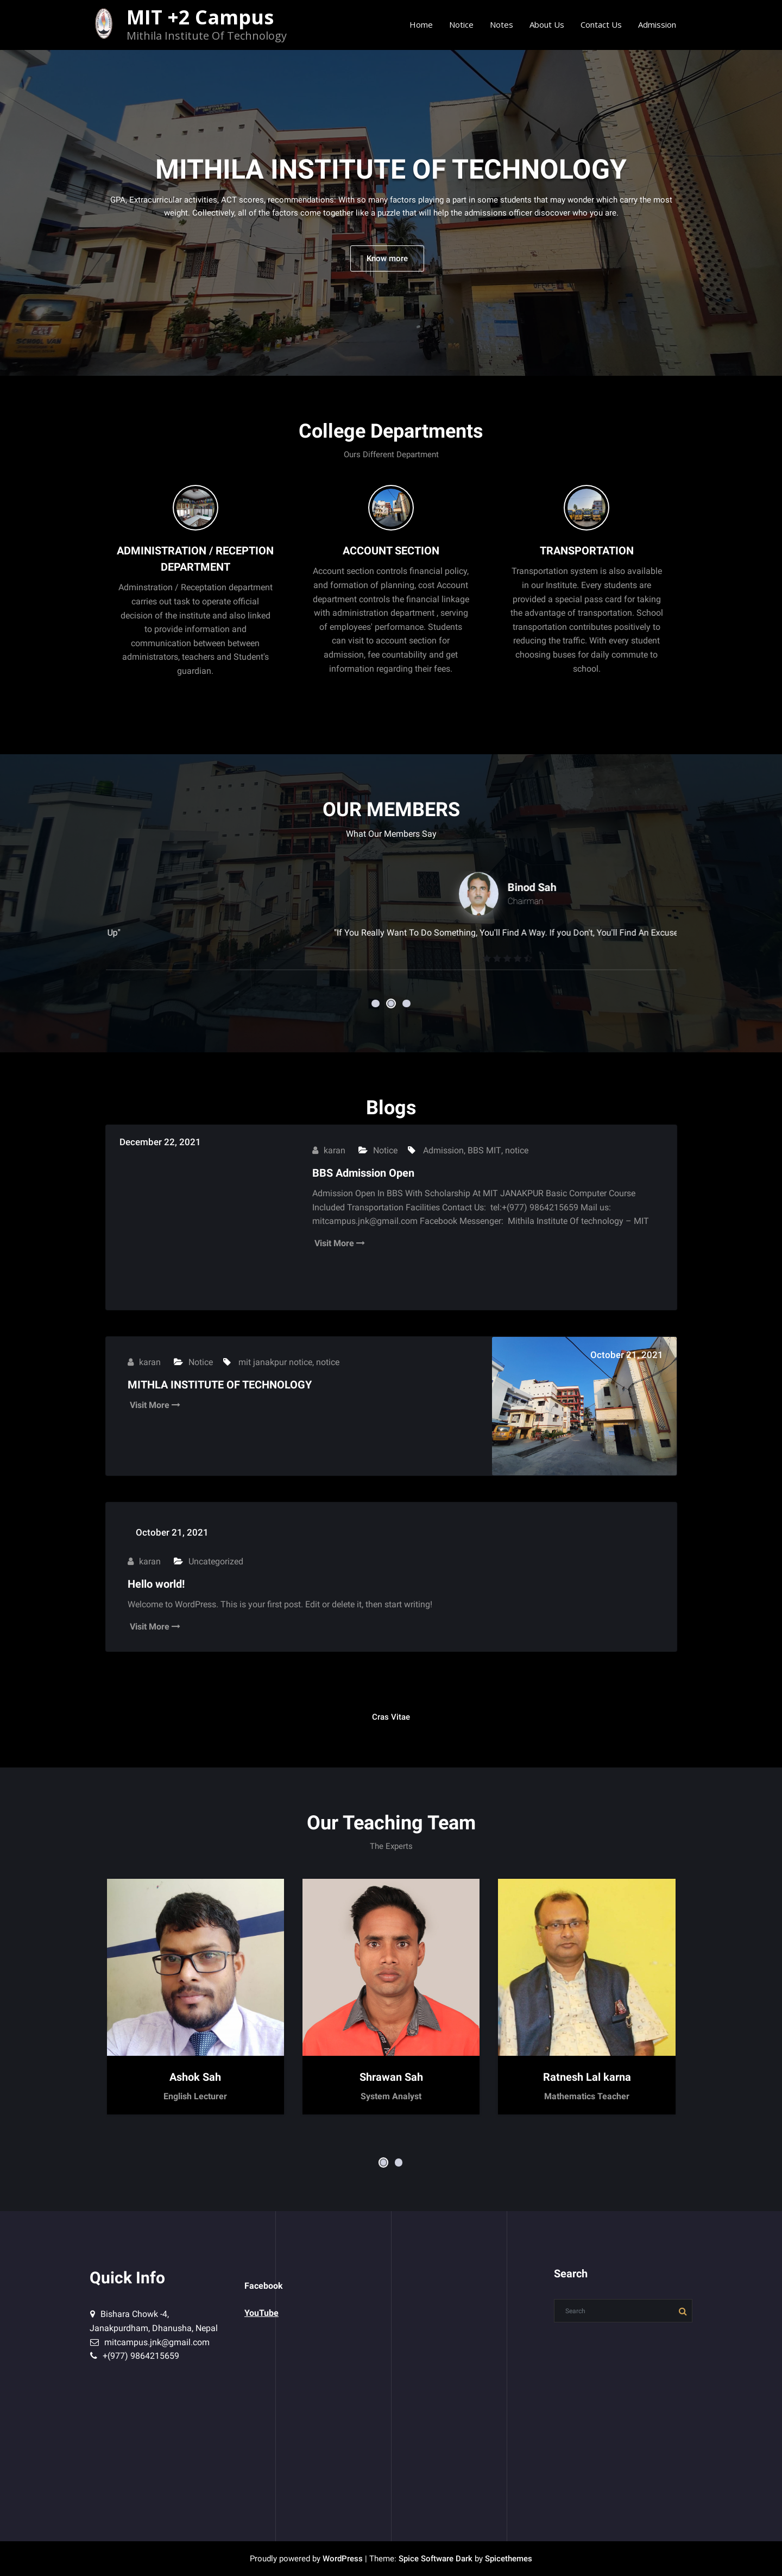 MIT +2 Campus
Mithila Institute Of Technology
Home Notice Notes About Us Contact Us Admission
MITHILA INSTITUTE OF TECHNOLOGY
GPA, Extracurricular activities, ACT scores, recommendations: With so many factors playing a part in some students that may wonder which carry the most
weight. Collectively, all of the factors come together like a puzzle that will help the admissions officer disocover who you are.
Know more
College Departments
Ours Different Department
ADMINISTRATION / RECEPTION
DEPARTMENT
Adminstration / Receptation department
carries out task to operate official
decision of the institute and also linked
to provide information and
communication between between
administrators, teachers and Student's
guardian.
ACCOUNT SECTION
Account section controls financial policy,
and formation of planning, cost Account
department controls the financial linkage
with administration department , serving
of employees' performance. Students
can visit to account section for
admission, fee countability and get
information regarding their fees.
TRANSPORTATION
Transportation system is also available
in our Institute. Every students are
provided a special pass card for taking
the advantage of transportation. School
transportation contributes positively to
reducing the traffic. With every student
choosing buses for daily commute to
school.
OUR MEMBERS
What Our Members Say
Binod Sah
Chairman
Up"
"If You Really Want To Do Something, You'll Find A Way. If you Don't, You'll Find An Excuse
Blogs
December 22, 2021
karan Notice Admission, BBS MIT, notice
BBS Admission Open
Admission Open In BBS With Scholarship At MIT JANAKPUR Basic Computer Course
Included Transportation Facilities Contact Us: tel:+(977) 9864215659 Mail us:
mitcampus.jnk@gmail.com Facebook Messenger: Mithila Institute Of technology – MIT
Visit More
karan Notice mit janakpur notice, notice
MITHLA INSTITUTE OF TECHNOLOGY
Visit More
October 21, 2021
October 21, 2021
karan Uncategorized
Hello world!
Welcome to WordPress. This is your first post. Edit or delete it, then start writing!
Visit More
Cras Vitae
Our Teaching Team
The Experts
Ashok Sah
English Lecturer
Shrawan Sah
System Analyst
Ratnesh Lal karna
Mathematics Teacher
Quick Info
Bishara Chowk -4,
Janakpurdham, Dhanusha, Nepal
mitcampus.jnk@gmail.com
+(977) 9864215659
Facebook
YouTube
Search
Search
Proudly powered by WordPress | Theme: Spice Software Dark by Spicethemes